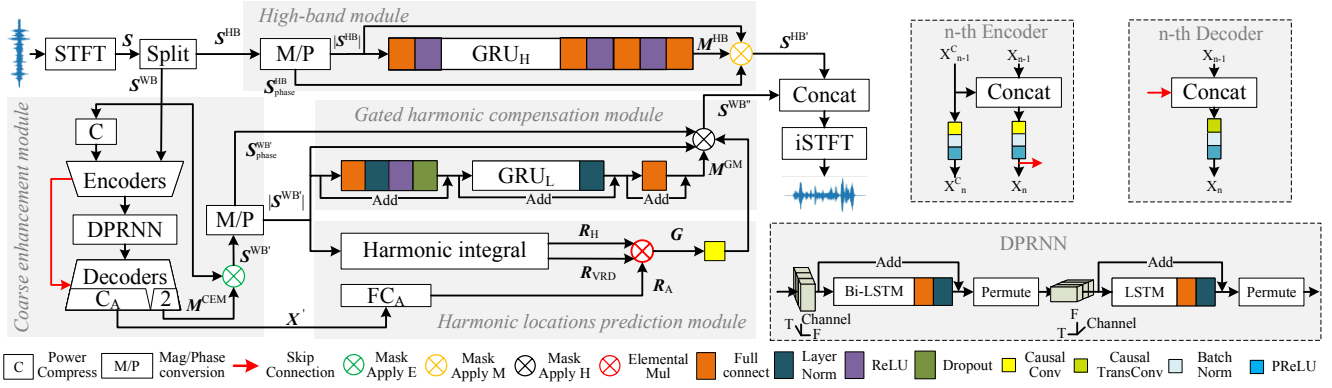 High-band module
STFT
S
Split
S^HB
M/P
|S^HB|
S^HB_phase
GRU_H
M^HB
S^HB'
S^WB
Concat
iSTFT
S^WB''
Coarse enhancement module
C
Encoders
DPRNN
Decoders
C_A
2
M^CEM
S^WB'
M/P
S^WB'_phase
|S^WB'|
X'
Gated harmonic compensation module
Add
GRU_L
Add
Add
M^GM
Harmonic integral
R_H
R_VRD
G
FC_A
R_A
Harmonic locations prediction module
n-th Encoder
X^C_n-1
X_n-1
Concat
X^C_n
X_n
n-th Decoder
X_n-1
Concat
X_n
DPRNN
Add
Bi-LSTM
Permute
Channel
T
F
Add
LSTM
Permute
F
Channel
T
C
Power
Compress
M/P
Mag/Phase
conversion
Skip
Connection
Mask
Apply E
Mask
Apply M
Mask
Apply H
Elemental
Mul
Full
connect
Layer
Norm
ReLU
Dropout
Causal
Conv
Causal
TransConv
Batch
Norm
PReLU